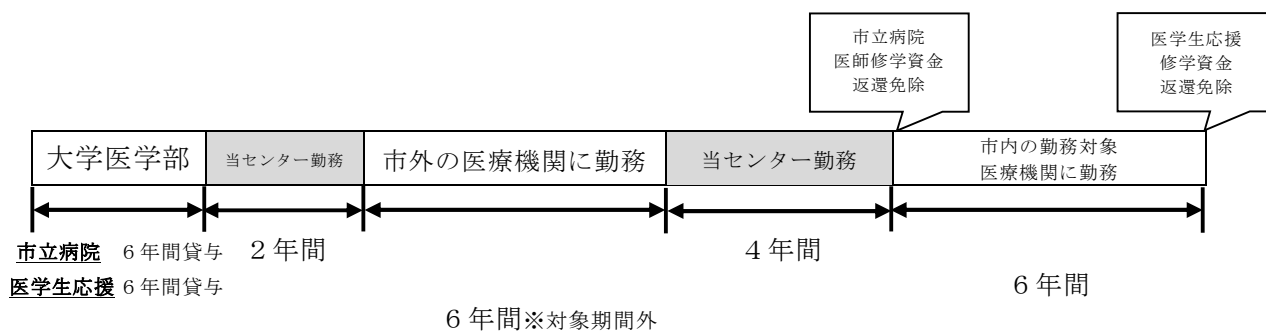 市立病院
医師修学資金
返還免除
医学生応援
修学資金
返還免除
大学医学部
当センター勤務
市外の医療機関に勤務
当センター勤務
市内の勤務対象
医療機関に勤務
市立病院 6年間貸与
2年間
4年間
医学生応援 6年間貸与
6年間
6年間※対象期間外